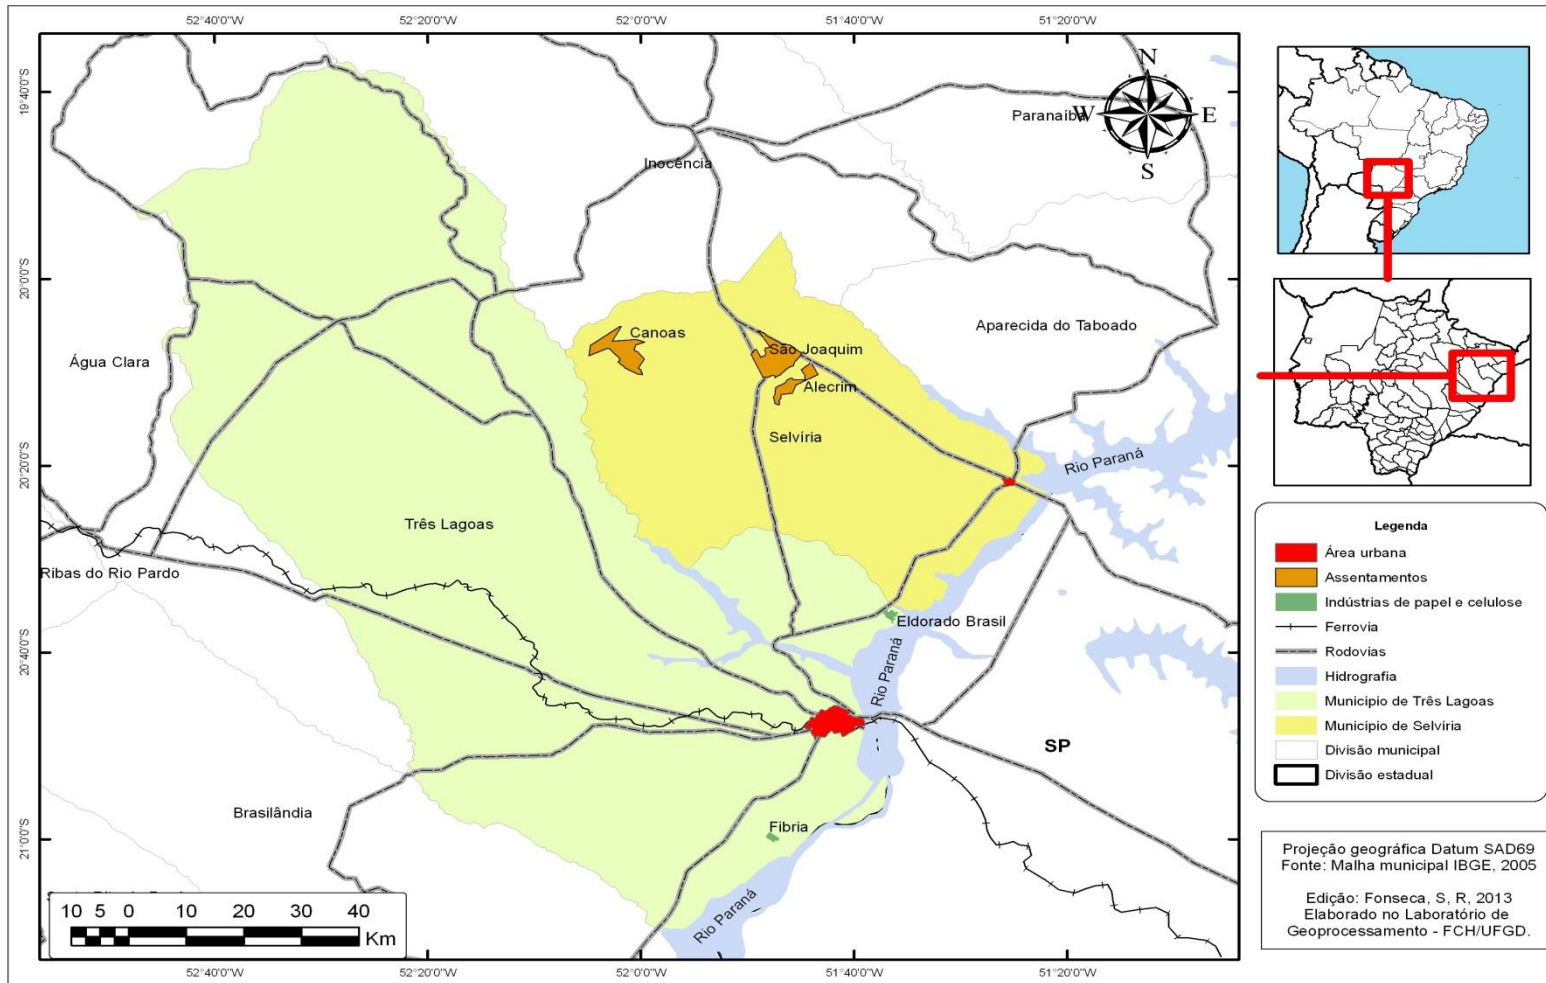 52°40'0"W
52°20'0"W
52°0'0"W
51°40'0"W
51°20'0"W
19°40'0"S
20°0'0"S
20°20'0"S
20°40'0"S
21°0'0"S
N
W
E
S
Paranaíba
Inocência
Canoas
São Joaquim
Alecrim
Aparecida do Taboado
Água Clara
Selvíria
Rio Paraná
Três Lagoas
Ribas do Rio Pardo
Eldorado Brasil
Rio Paraná
SP
Brasilândia
Fibria
Rio Paraná
10 5 0 10 20 30 40
Km
52°40'0"W
52°20'0"W
52°0'0"W
51°40'0"W
51°20'0"W
Legenda
Área urbana
Assentamentos
Indústrias de papel e celulose
Ferrovia
Rodovias
Hidrografia
Município de Três Lagoas
Município de Selvíria
Divisão municipal
Divisão estadual
Projeção geográfica Datum SAD69
Fonte: Malha municipal IBGE, 2005
Edição: Fonseca, S, R, 2013
Elaborado no Laboratório de
Geoprocessamento - FCH/UFGD.